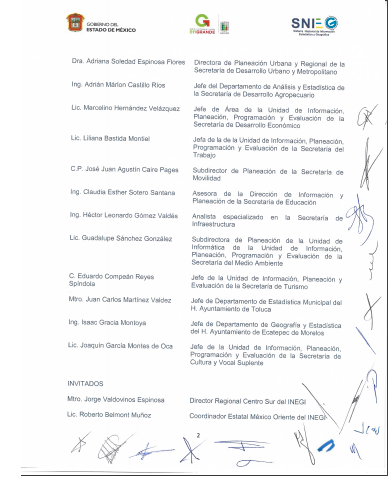 GOBIERNO DEL
ESTADO DE MÉXICO
GRANDE
SNIEG
Dra. Adriana Soledad Espinosa Flores
Directora de Planeación Urbana y Regional de la
Secretaría de Desarrollo Urbano y Metropolitano
Ing. Adrián Márlon Castillo Ríos
Jefe del Departamento de Análisis y Estadística de
la Secretaría de Desarrollo Agropecuario
Lic. Marcelino Hernández Velázquez
Jefe de Área de la Unidad de Información,
Planeación, Programación y Evaluación de la
Secretaría de Desarrollo Económico
Lic. Liliana Bastida Montiel
Jefa de la de la Unidad de Información, Planeación,
Programación y Evaluación de la Secretaría del
Trabajo
C.P. José Juan Agustín Caire Pages
Subdirector de Planeación de la Secretaría de
Movilidad
Ing. Claudia Esther Sotero Santana
Asesora de la Dirección de Información y
Planeación de la Secretaría de Educación
Ing. Héctor Leonardo Gómez Valdés
Analista especializado en la Secretaría de
Infraestructura
Lic. Guadalupe Sánchez González
Subdirectora de Planeación de la Unidad de
Informática de la Unidad de Información,
Planeación, Programación y Evaluación de la
Secretaría del Medio Ambiente
C. Eduardo Compeán Reyes
Spíndola
Jefe de la Unidad de Información, Planeación y
Evaluación de la Secretaría de Turismo
Mtro. Juan Carlos Martínez Valdez
Jefe de Departamento de Estadística Municipal del
H. Ayuntamiento de Toluca
Ing. Isaac Gracia Montoya
Jefe de Departamento de Geografía y Estadística
del H. Ayuntamiento de Ecatepec de Morelos
Lic. Joaquín García Montes de Oca
Jefe de la Unidad de Información, Planeación,
Programación y Evaluación de la Secretaría de
Cultura y Vocal Suplente
INVITADOS
Mtro. Jorge Valdovinos Espinosa
Director Regional Centro Sur del INEGI
Lic. Roberto Belmont Muñoz
Coordinador Estatal México Oriente del INEGI
2